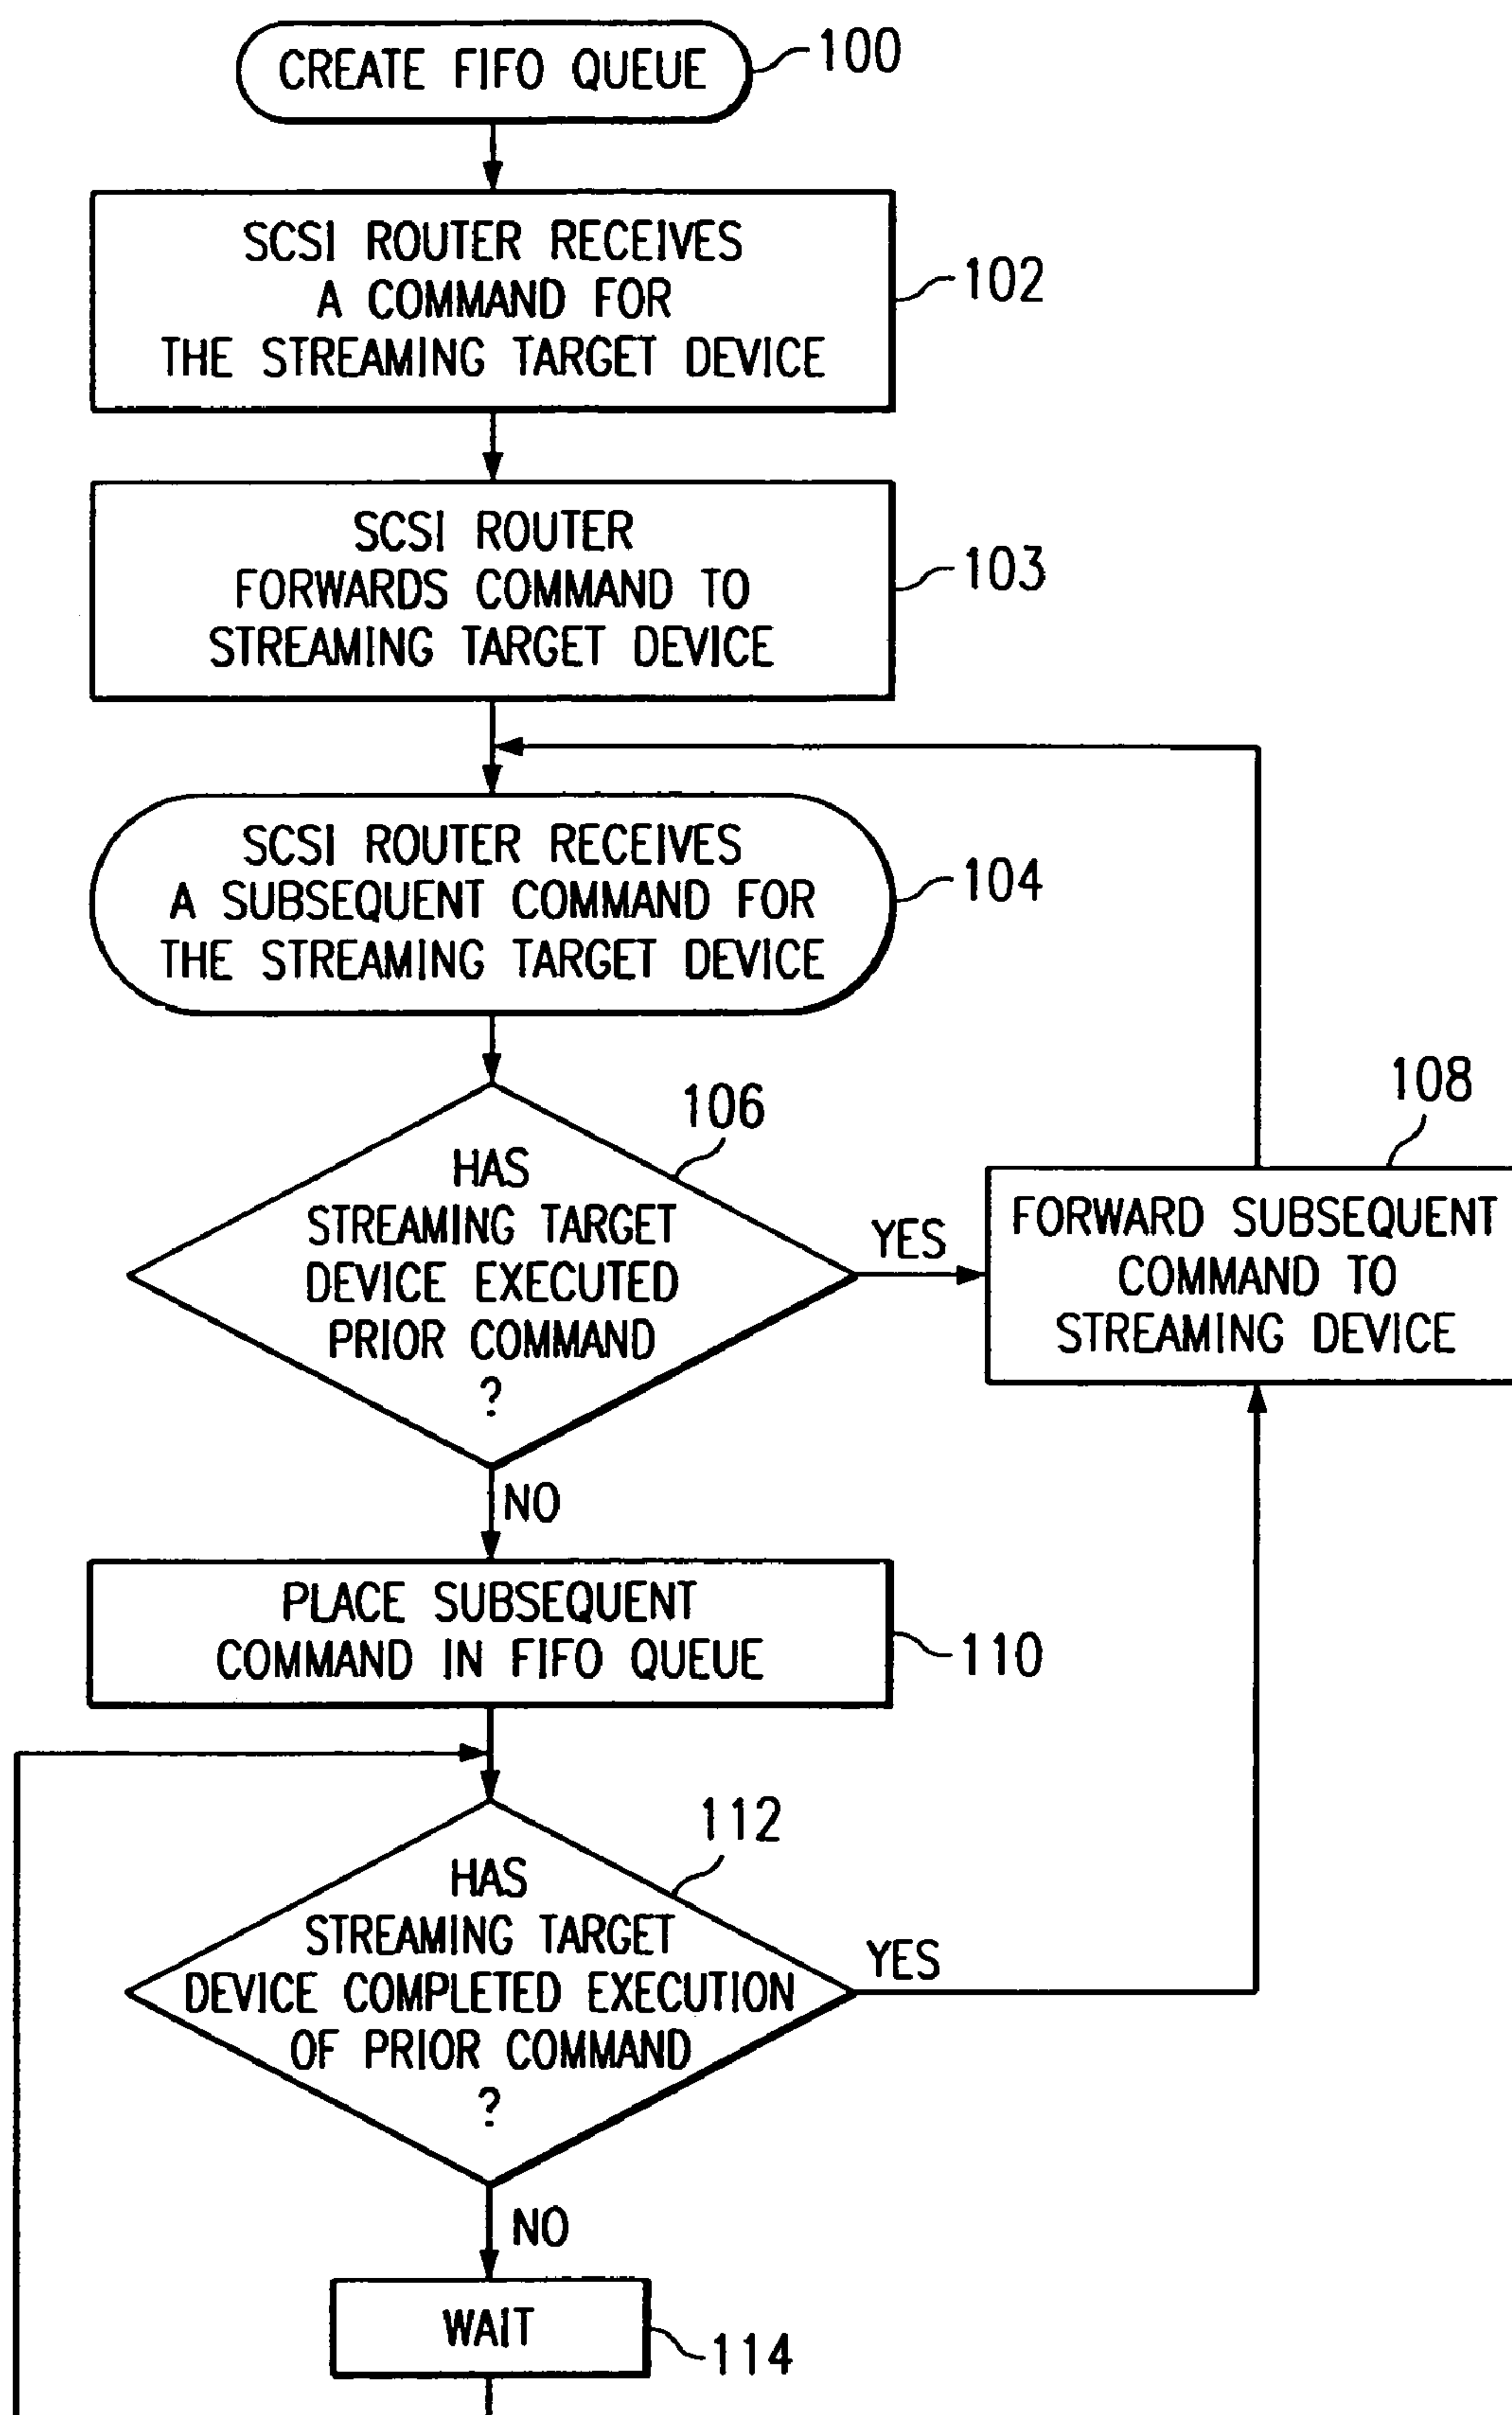 CREATE FIFO QUEUE
100
SCSI ROUTER RECEIVES
A COMMAND FOR
THE STREAMING TARGET DEVICE
102
SCSI ROUTER
FORWARDS COMMAND TO
STREAMING TARGET DEVICE
103
SCSI ROUTER RECEIVES
A SUBSEQUENT COMMAND FOR
THE STREAMING TARGET DEVICE
104
106
HAS
STREAMING TARGET
DEVICE EXECUTED
PRIOR COMMAND
?
YES
108
FORWARD SUBSEQUENT
COMMAND TO
STREAMING DEVICE
NO
PLACE SUBSEQUENT
COMMAND IN FIFO QUEUE
110
112
HAS
STREAMING TARGET
DEVICE COMPLETED EXECUTION
OF PRIOR COMMAND
?
YES
NO
WAIT
114